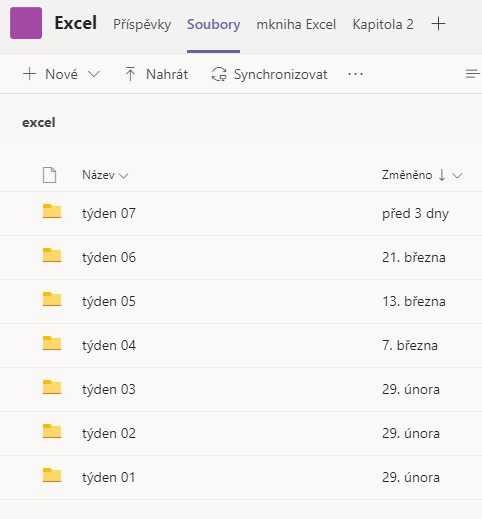 Excel Příspěvky Soubory mkniha Excel Kapitola 2
Nové Nahrát Synchronizovat ...
excel
Název Změněno
týden 07 před 3 dny
týden 06 21. března
týden 05 13. března
týden 04 7. března
týden 03 29. února
týden 02 29. února
týden 01 29. února